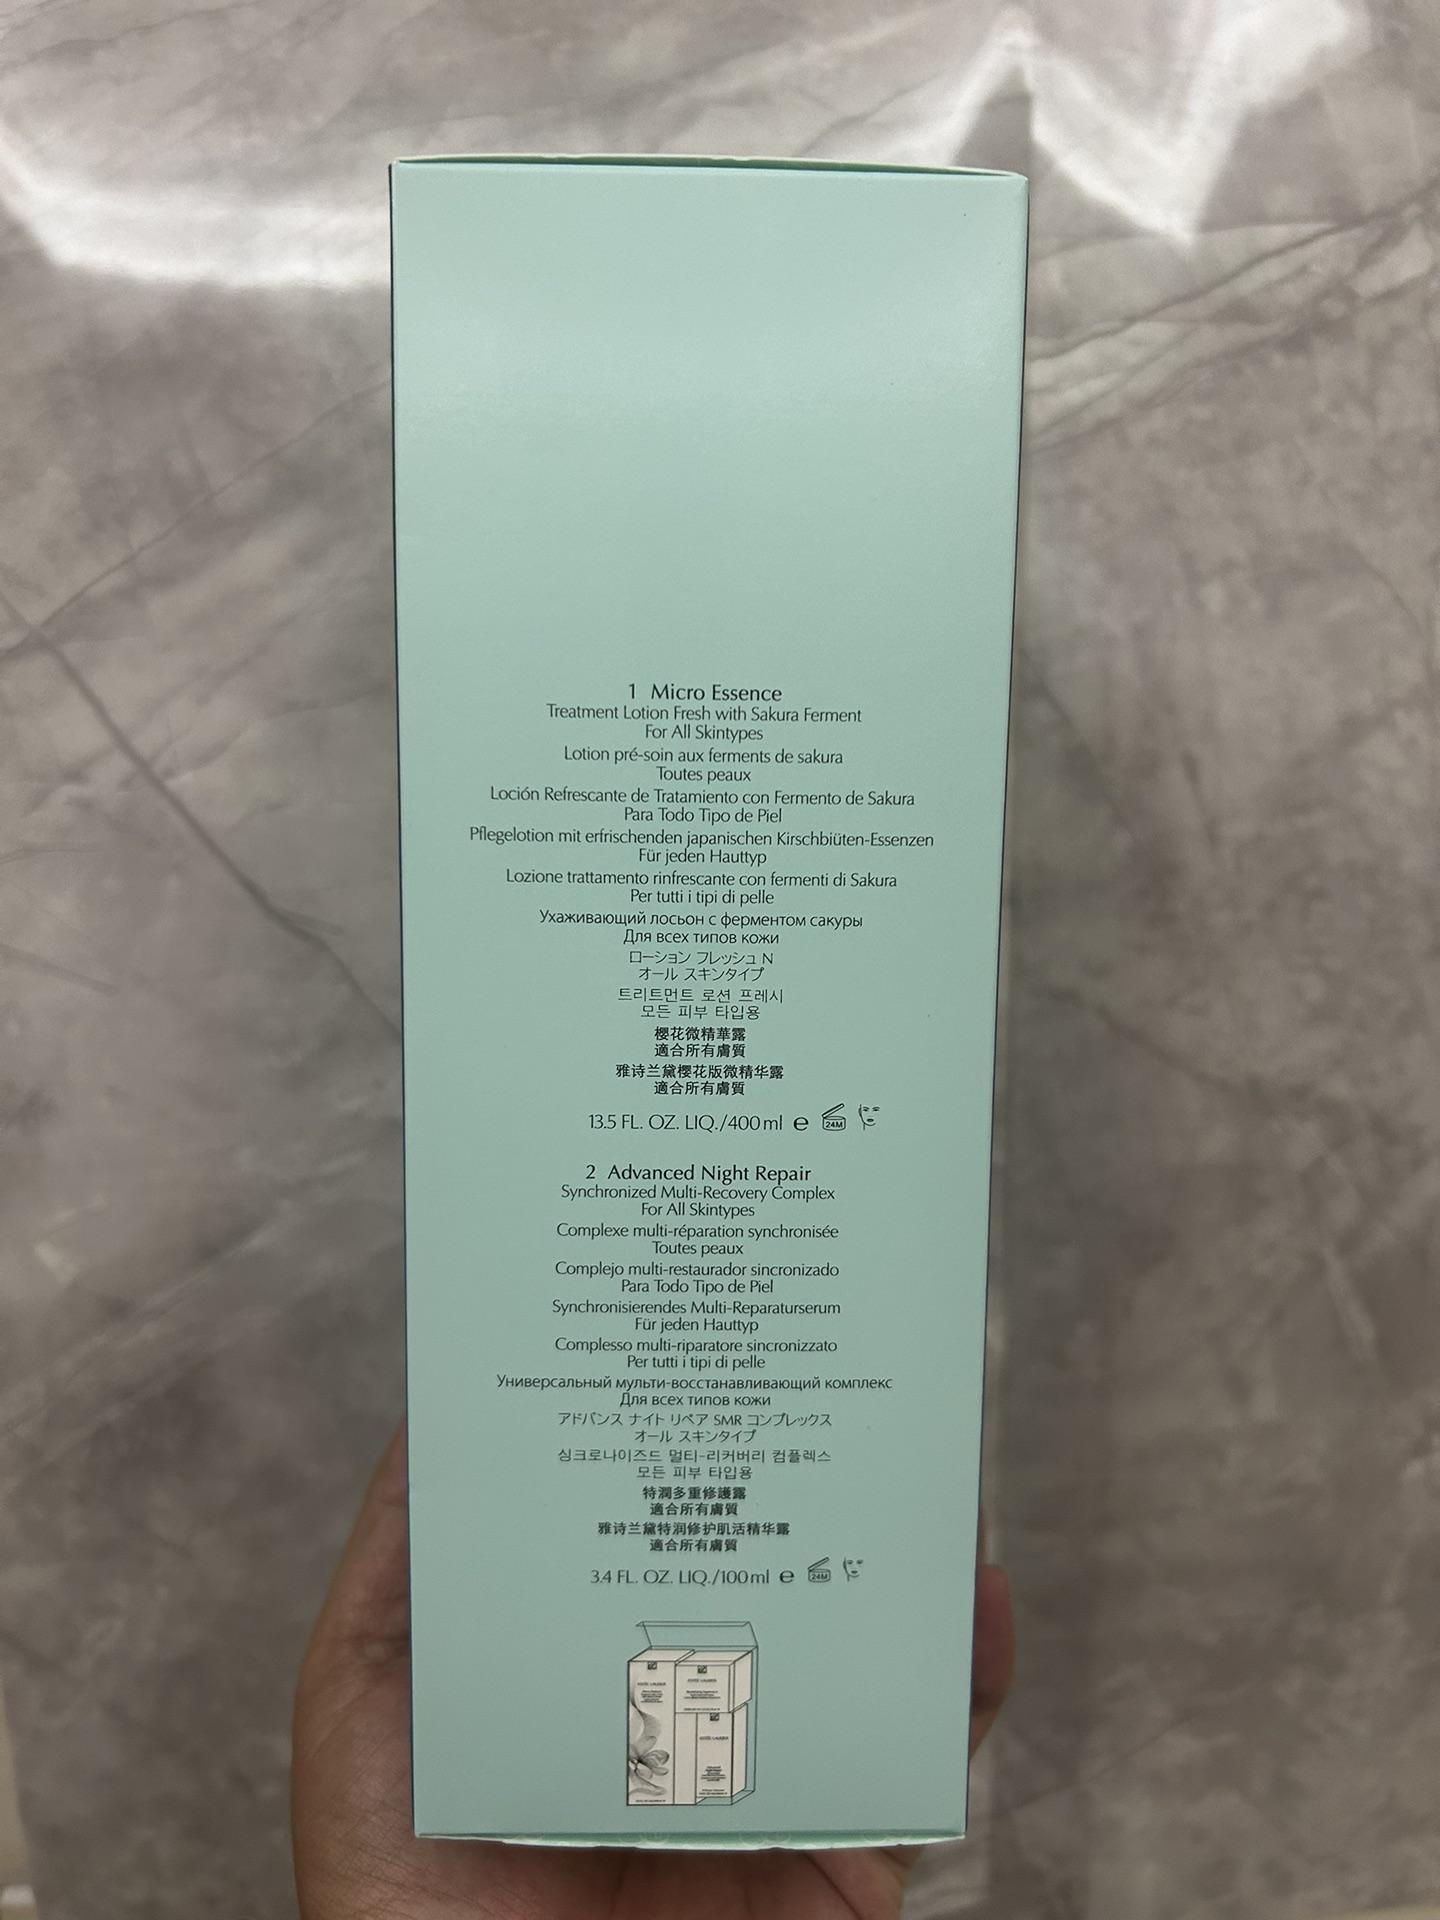 1 Micro Essence
Treatment Lotion Fresh with Sakura Ferment
For All Skintypes
Lotion pré-soin aux ferments de sakura
Toutes peaux
Loción Refrescante de Tratamiento con Fermento de Sakura
Para Todo Tipo de Piel
Pflegelotion mit erfrischenden japanischen Kirschbiüten-Essenzen
Für jeden Hauttyp
Lozione trattamento rinfrescante con fermenti di Sakura
Per tutti i tipi di pelle
Ухаживающий лосьон с ферментом сакуры
Для всех типов кожи
ローション フレッシュ N
オール スキンタイプ
트리트먼트 로션 프레시
모든 피부 타입용
櫻花微精華露
適合所有膚質
雅诗兰黛樱花版微精华露
適合所有膚質
13.5 FL. OZ. LIQ./400ml e 24M
2 Advanced Night Repair
Synchronized Multi-Recovery Complex
For All Skintypes
Complexe multi-réparation synchronisée
Toutes peaux
Complejo multi-restaurador sincronizado
Para Todo Tipo de Piel
Synchronisierendes Multi-Reparaturserum
Für jeden Hauttyp
Complesso multi-riparatore sincronizzato
Per tutti i tipi di pelle
Универсальный мульти-восстанавливающий комплекс
Для всех типов кожи
アドバンス ナイト リペア SMR コンプレックス
オール スキンタイプ
싱크로나이즈드 멀티-리커버리 컴플렉스
모든 피부 타입용
特潤多重修護露
適合所有膚質
雅诗兰黛特润修护肌活精华露
適合所有膚質
3.4 FL. OZ. LIQ./100ml e 24M
ESTĒE LAUDER
ESTĒE LAUDER
ESTĒE LAUDER